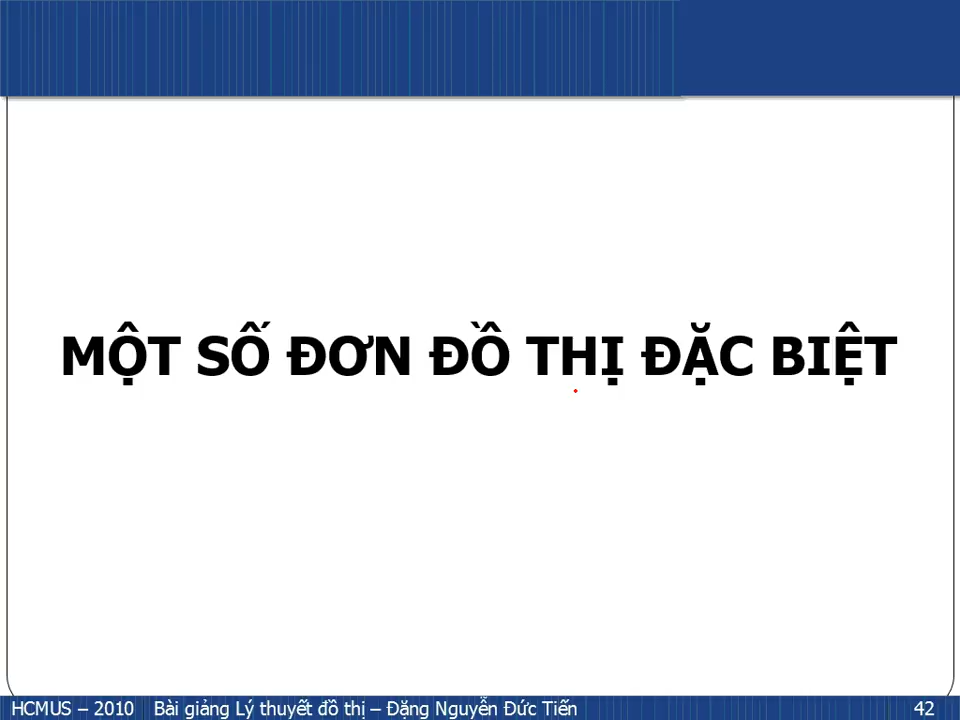 MỘT SỐ ĐƠN ĐỒ THỊ ĐẶC BIỆT
HCMUS – 2010 Bài giảng Lý thuyết đồ thị – Đặng Nguyễn Đức Tiến 42